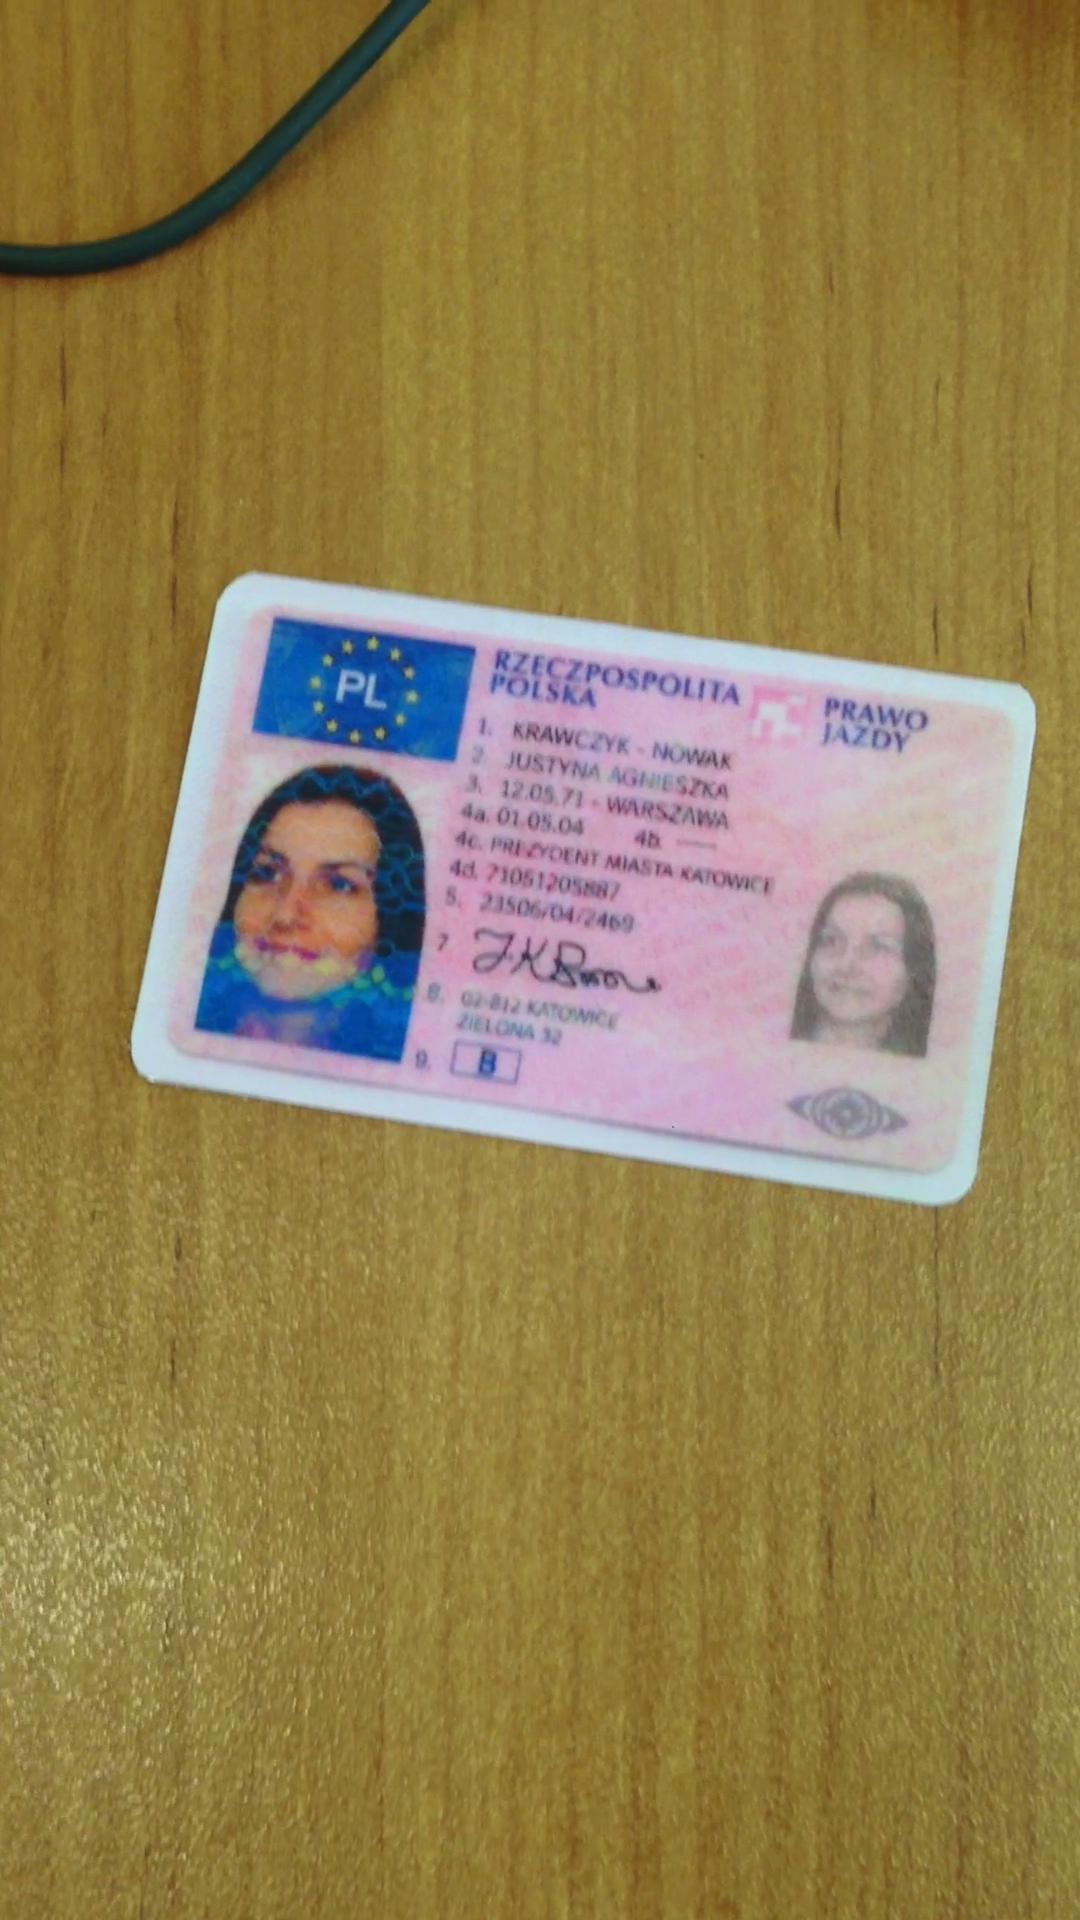 PL
RZECZPOSPOLITA
POLSKA
PRAWO
JAZDY
1. KRAWCZYK - NOWAK
2. JUSTYNA AGNIESZKA
3. 12.05.71 - WARSZAWA
4a. 01.05.04 4b. ——
4c. PREZYDENT MIASTA KATOWICE
4d. 71051205887
5. 23506/04/2469
7
8. 02-812 KATOWICE
ZIELONA 32
9. B